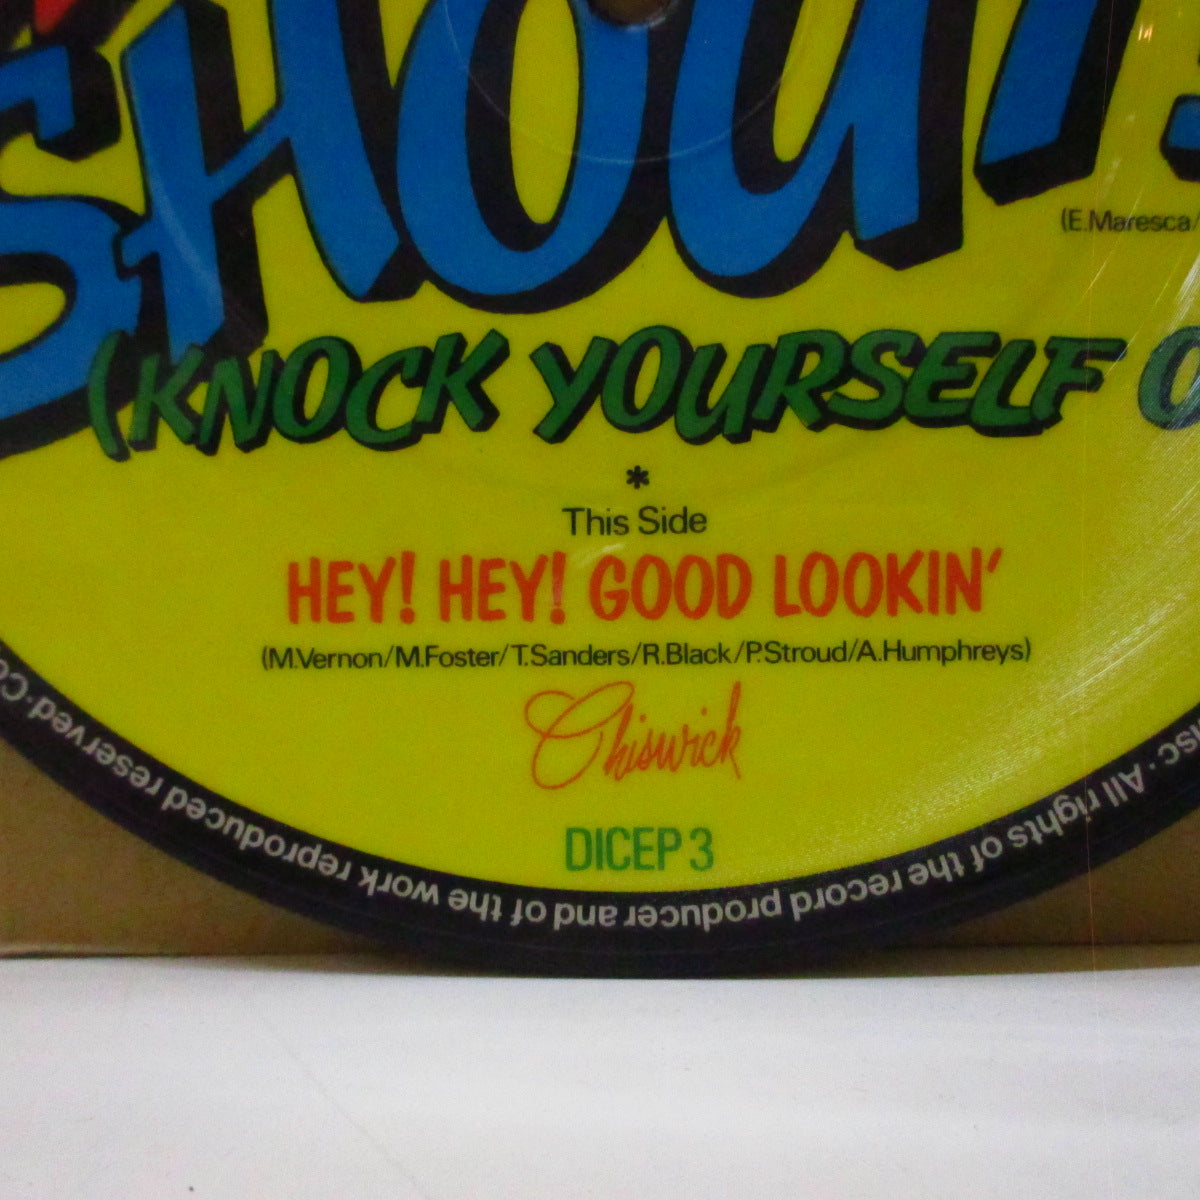 SHOUT!
(E.Maresca/
(KNOCK YOURSELF O
*
This Side
HEY! HEY! GOOD LOOKIN'
(M.Vernon/M.Foster/T.Sanders/R.Black/P.Stroud/A.Humphreys)
Chiswick
DICEP 3
isc · All rights of the record producer and of the work reproduced reserved · Co